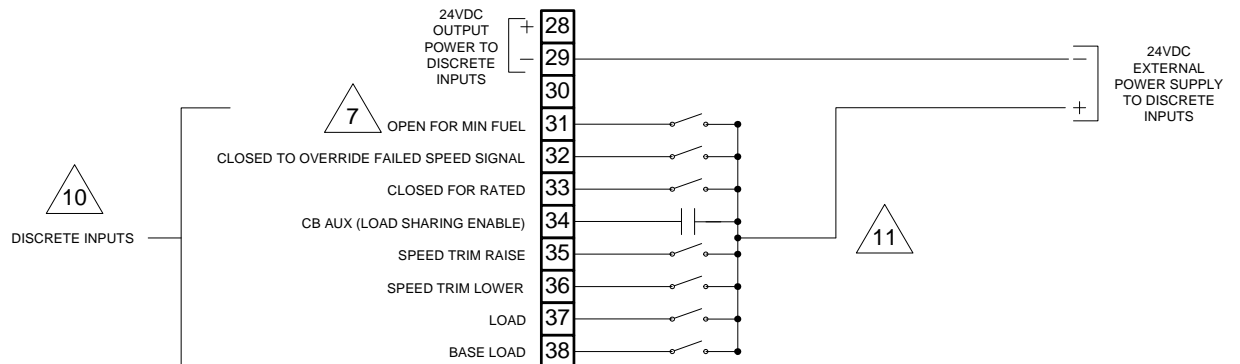 24VDC
OUTPUT
POWER TO
DISCRETE
INPUTS
+
28
−
29
24VDC
EXTERNAL
POWER SUPPLY
TO DISCRETE
INPUTS
−
+
30
7
OPEN FOR MIN FUEL
31
CLOSED TO OVERRIDE FAILED SPEED SIGNAL
32
CLOSED FOR RATED
33
10
DISCRETE INPUTS
CB AUX (LOAD SHARING ENABLE)
34
11
SPEED TRIM RAISE
35
SPEED TRIM LOWER
36
LOAD
37
BASE LOAD
38